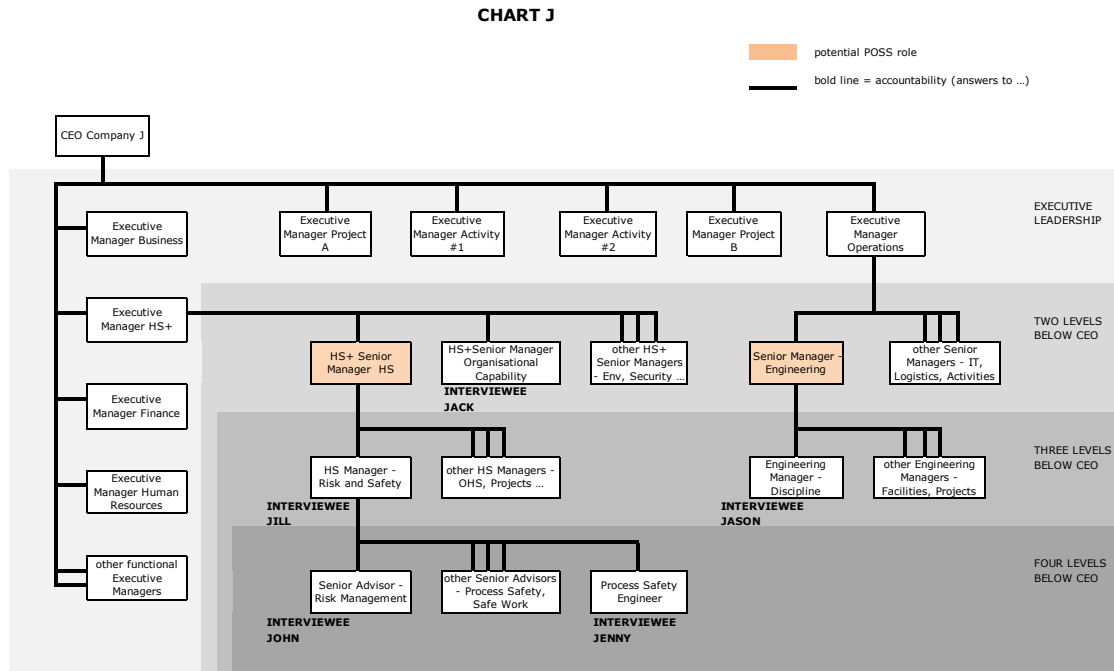 CHART J
potential POSS role
bold line = accountability (answers to ...)
CEO Company J
Executive
Manager Business
Executive
Manager Project
A
Executive
Manager Activity
#1
Executive
Manager Activity
#2
Executive
Manager Project
B
Executive
Manager
Operations
EXECUTIVE
LEADERSHIP
Executive
Manager HS+
HS+ Senior
Manager HS
HS+Senior Manager
Organisational
Capability
INTERVIEWEE
JACK
other HS+
Senior Managers
- Env, Security ...
Senior Manager -
Engineering
other Senior
Managers - IT,
Logistics, Activities
TWO LEVELS
BELOW CEO
Executive
Manager Finance
Executive
Manager Human
Resources
HS Manager -
Risk and Safety
INTERVIEWEE
JILL
other HS Managers -
OHS, Projects ...
Engineering
Manager -
Discipline
INTERVIEWEE
JASON
other Engineering
Managers -
Facilities, Projects
THREE LEVELS
BELOW CEO
other functional
Executive
Managers
Senior Advisor -
Risk Management
INTERVIEWEE
JOHN
other Senior Advisors
- Process Safety,
Safe Work
Process Safety
Engineer
INTERVIEWEE
JENNY
FOUR LEVELS
BELOW CEO